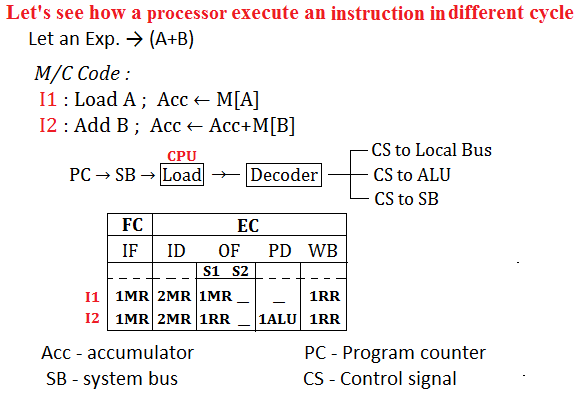 Let's see how a processor execute an instruction in different cycle
Let an Exp. → (A+B)
M/C Code :
I1 : Load A ; Acc ← M[A]
I2 : Add B ; Acc ← Acc+M[B]
CPU
PC → SB → Load → Decoder
CS to Local Bus
CS to ALU
CS to SB
FC EC
IF ID OF PD WB
S1 S2
I1 1MR 2MR 1MR _ _ 1RR
I2 1MR 2MR 1RR _ 1ALU 1RR
Acc - accumulator PC - Program counter
SB - system bus CS - Control signal